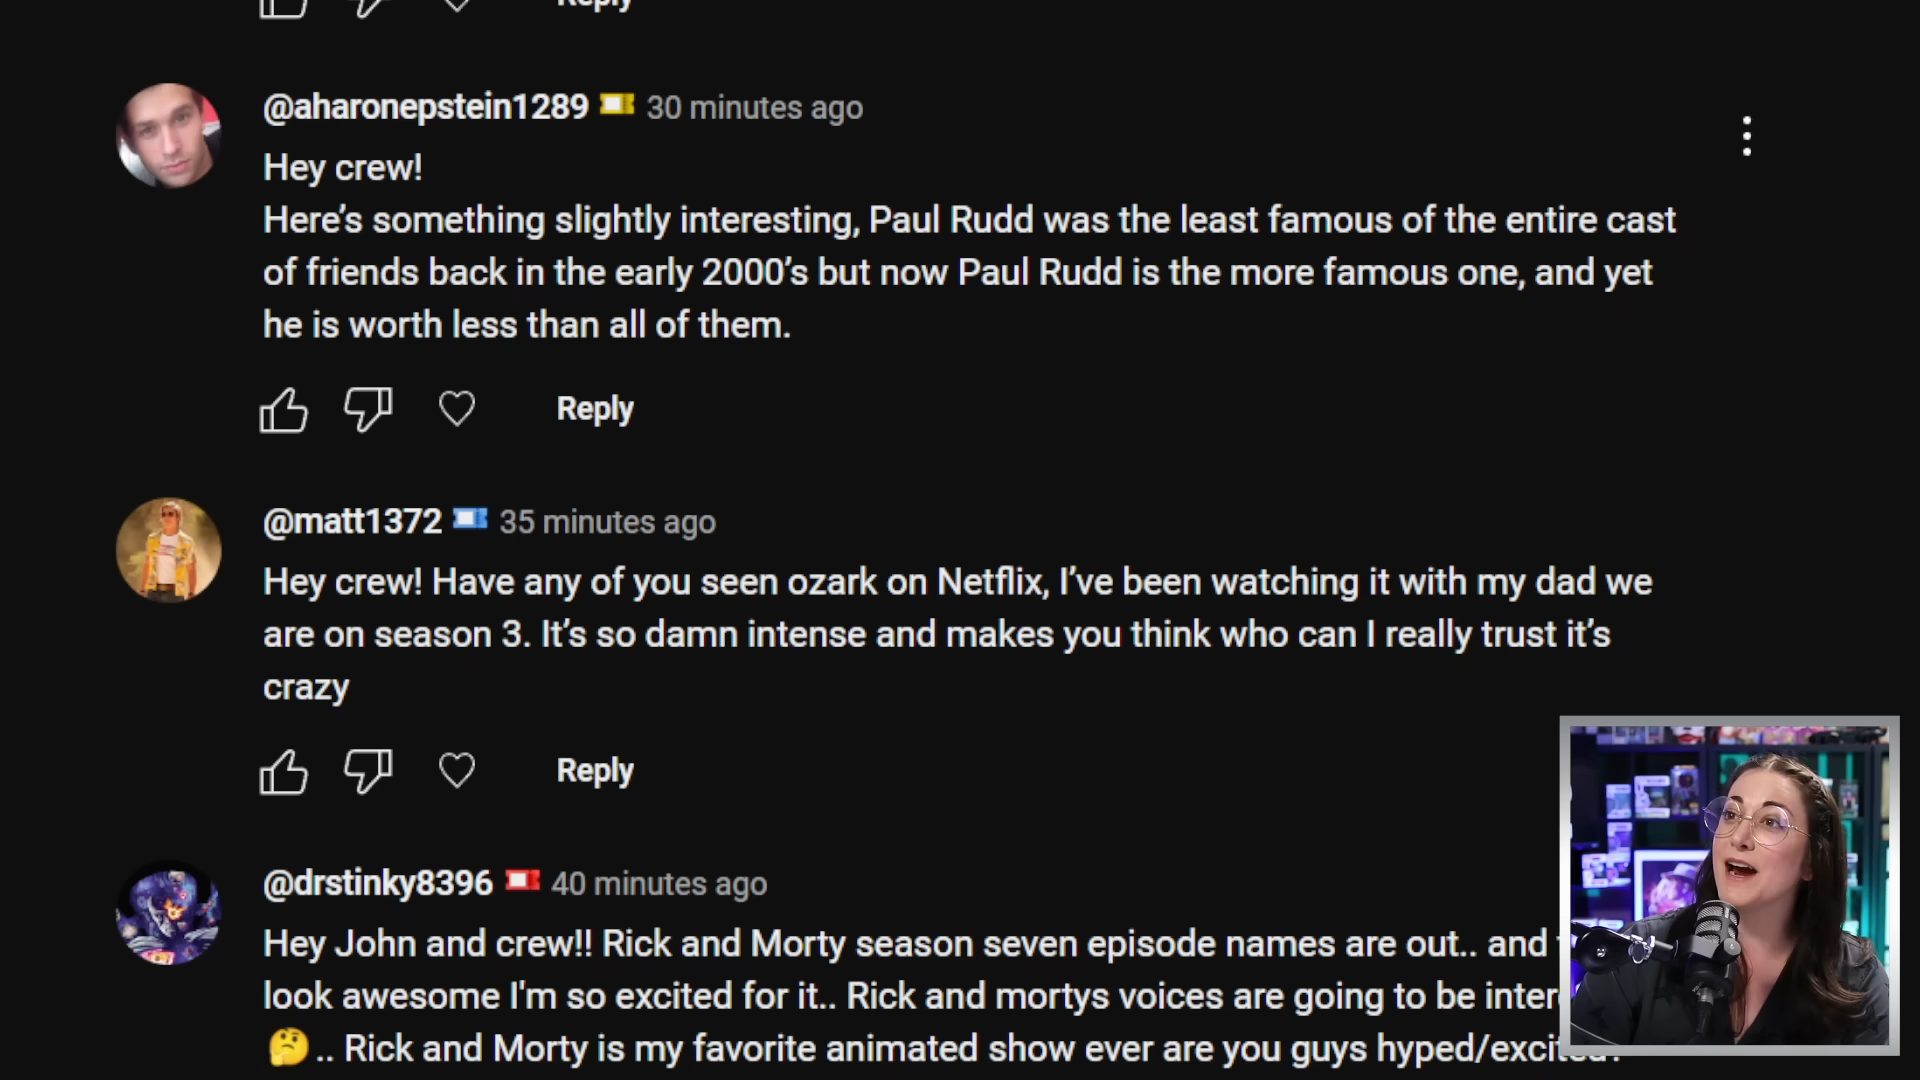 Reply
@aharonepstein1289 30 minutes ago
Hey crew!
Here’s something slightly interesting, Paul Rudd was the least famous of the entire cast
of friends back in the early 2000’s but now Paul Rudd is the more famous one, and yet
he is worth less than all of them.
Reply
@matt1372 35 minutes ago
Hey crew! Have any of you seen ozark on Netflix, I’ve been watching it with my dad we
are on season 3. It’s so damn intense and makes you think who can I really trust it’s
crazy
Reply
@drstinky8396 40 minutes ago
Hey John and crew!! Rick and Morty season seven episode names are out.. and
look awesome I'm so excited for it.. Rick and mortys voices are going to be
🤔.. Rick and Morty is my favorite animated show ever are you guys